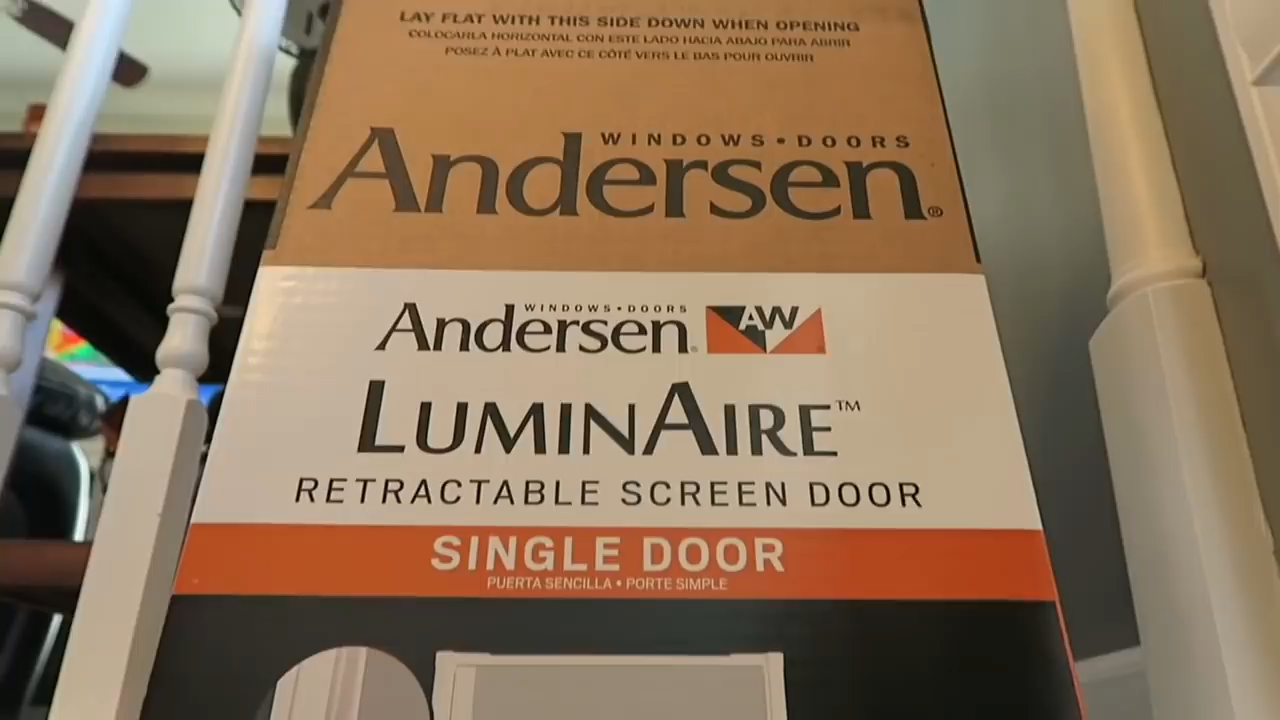 LAY FLAT WITH THIS SIDE DOWN WHEN OPENING
COLOCARLA HORIZONTAL CON ESTE LADO HACIA ABAJO PARA ABRIR
POSEZ À PLAT AVEC CE CÔTÉ VERS LE BAS POUR OUVRIR
WINDOWS • DOORS
Andersen®
WINDOWS • DOORS
Andersen® AW
LUMINAIRE™
RETRACTABLE SCREEN DOOR
SINGLE DOOR
PUERTA SENCILLA • PORTE SIMPLE